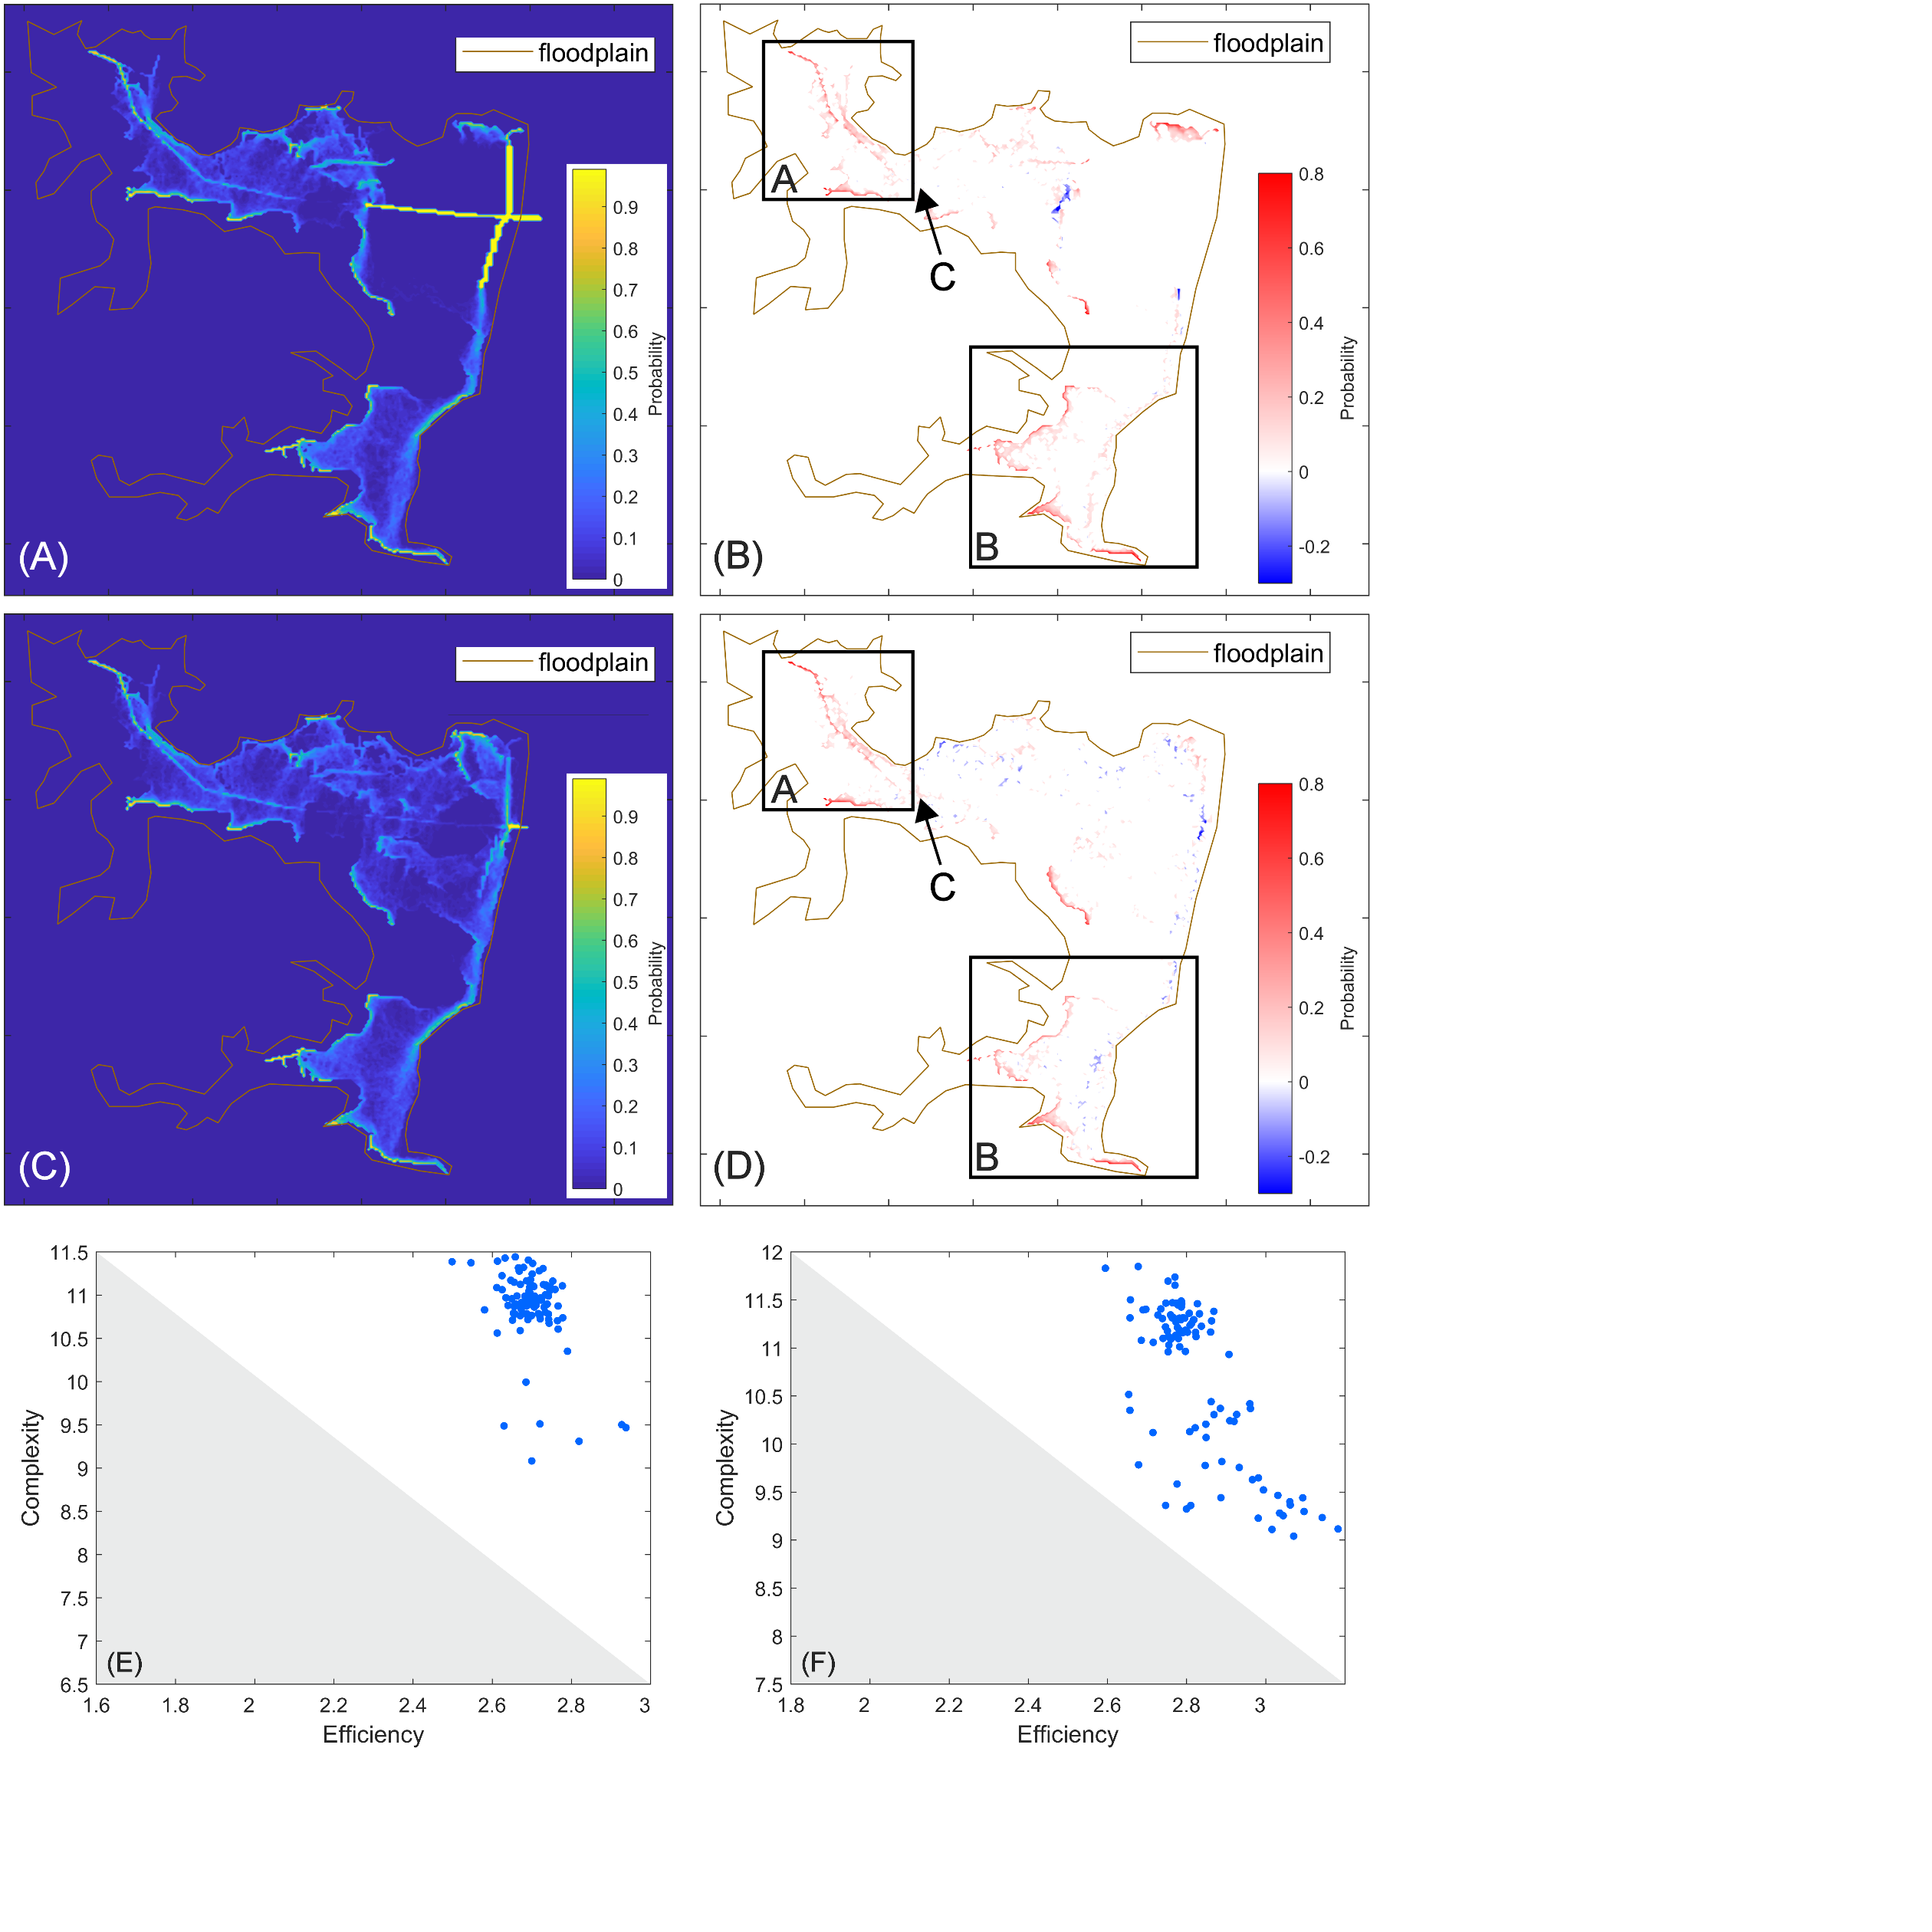 floodplain
0.9
0.8
0.7
0.6
0.5
0.4
0.3
0.2
0.1
0
Probability
(A)
floodplain
A
C
B
0.8
0.6
0.4
0.2
0
-0.2
Probability
(B)
floodplain
0.9
0.8
0.7
0.6
0.5
0.4
0.3
0.2
0.1
0
Probability
(C)
floodplain
A
C
B
0.8
0.6
0.4
0.2
0
-0.2
Probability
(D)
11.5
11
10.5
10
9.5
9
8.5
8
7.5
7
6.5
Complexity
(E)
1.6 1.8 2 2.2 2.4 2.6 2.8 3
Efficiency
12
11.5
11
10.5
10
9.5
9
8.5
8
7.5
Complexity
(F)
1.8 2 2.2 2.4 2.6 2.8 3
Efficiency